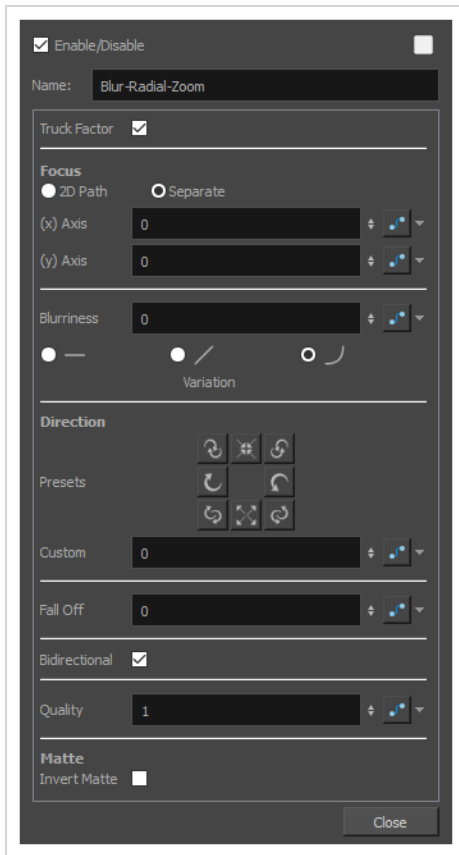 Enable/Disable
Name: Blur-Radial-Zoom
Truck Factor
Focus
2D Path Separate
(x) Axis 0
(y) Axis 0
Blurriness 0
Variation
Direction
Presets
Custom 0
Fall Off 0
Bidirectional
Quality 1
Matte
Invert Matte
Close